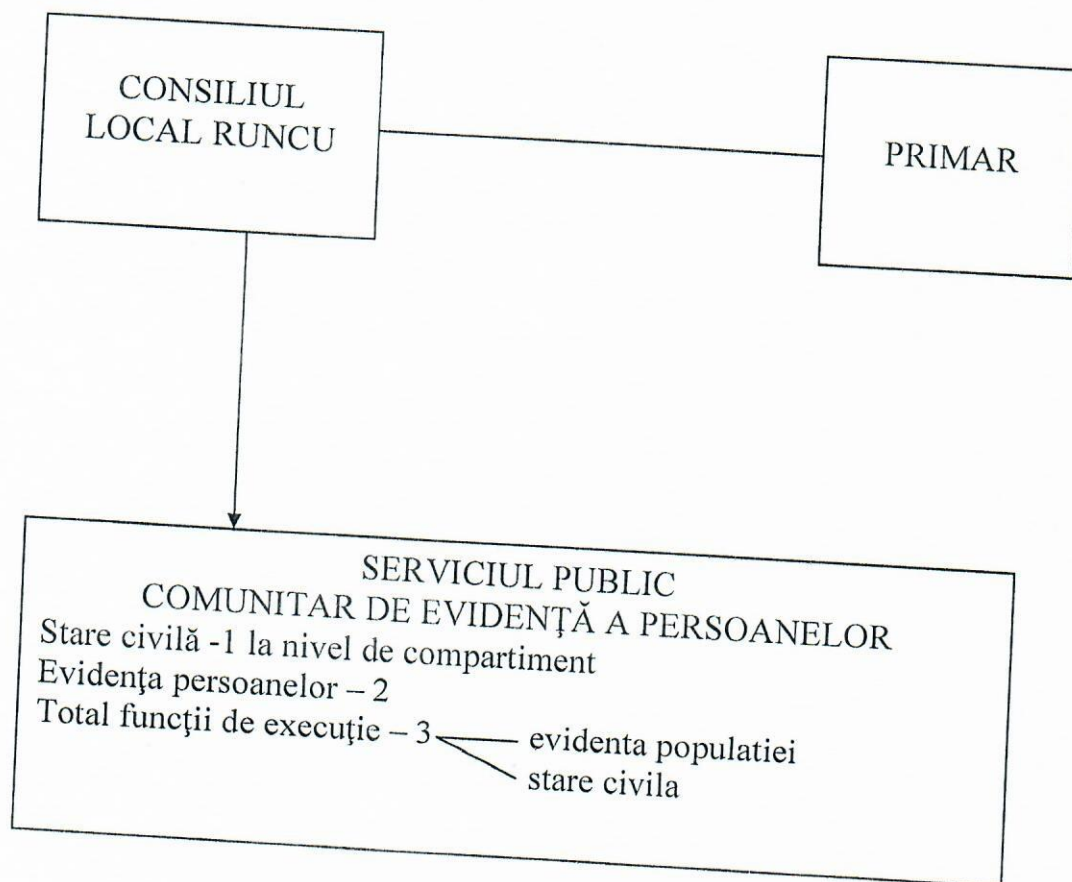 CONSILIUL
LOCAL RUNCU
PRIMAR
SERVICIUL PUBLIC
COMUNITAR DE EVIDENŢĂ A PERSOANELOR
Stare civilă -1 la nivel de compartiment
Evidenţa persoanelor – 2
Total funcţii de execuţie – 3 evidenta populatiei
stare civila